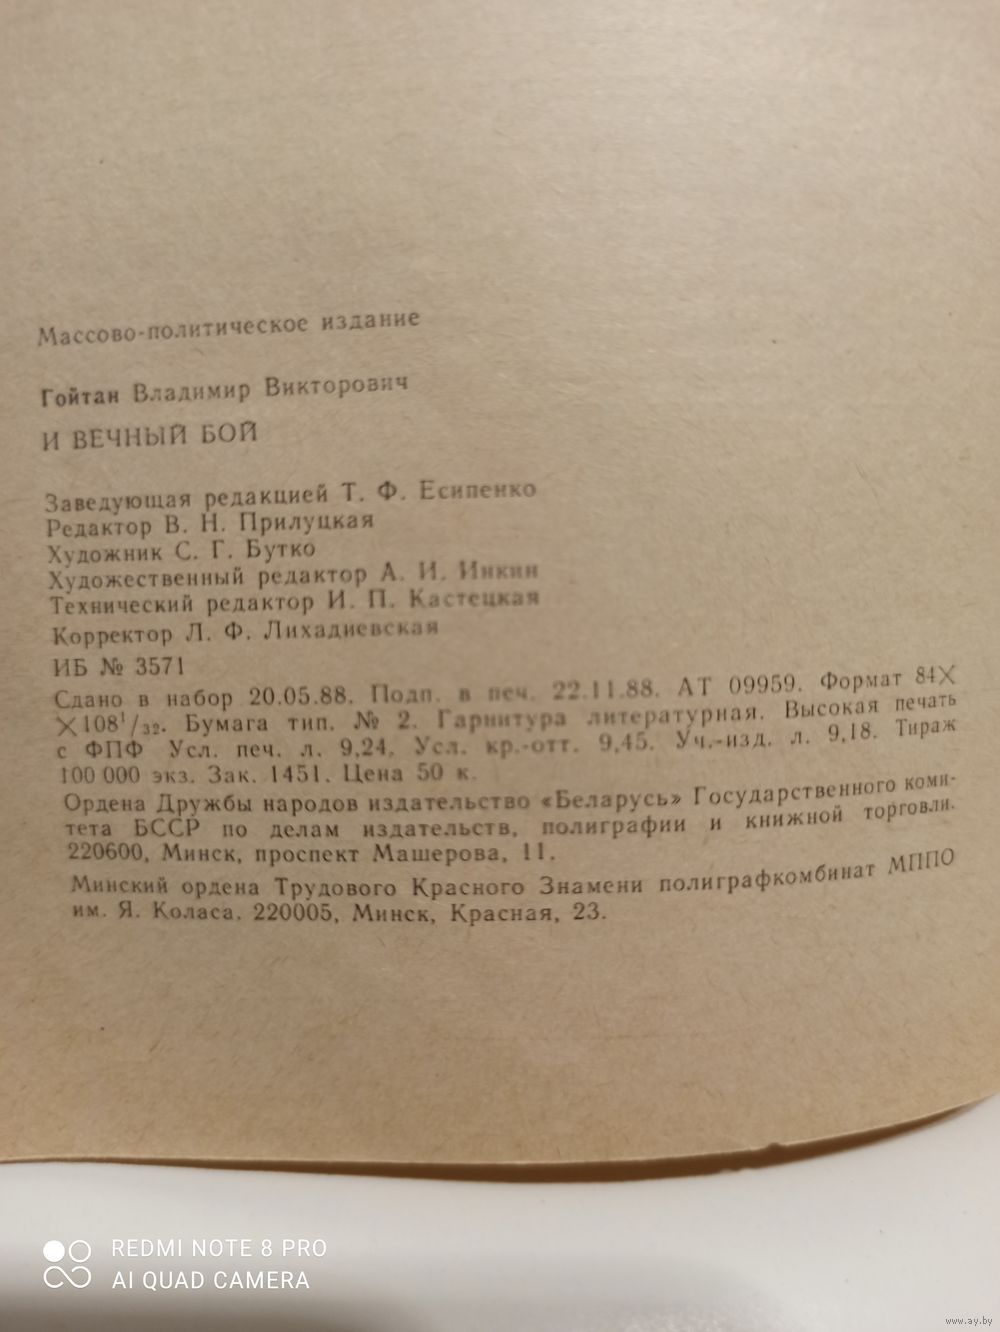 Массово-политическое издание
Гойтан Владимир Викторович
И ВЕЧНЫЙ БОЙ
Заведующая редакцией Т. Ф. Есипенко
Редактор В. Н. Прилуцкая
Художник С. Г. Бутко
Художественный редактор А. И. Инкин
Технический редактор И. П. Кастецкая
Корректор Л. Ф. Лихадиевская
ИБ № 3571
Сдано в набор 20.05.88. Подп. в печ. 22.11.88. АТ 09959. Формат 84×
×108¹/₃₂. Бумага тип. № 2. Гарнитура литературная. Высокая печать
с ФПФ Усл. печ. л. 9,24. Усл. кр.-отт. 9,45. Уч.-изд. л. 9,18. Тираж
100 000 экз. Зак. 1451. Цена 50 к.
Ордена Дружбы народов издательство «Беларусь» Государственного коми-
тета БССР по делам издательств, полиграфии и книжной торговли.
220600, Минск, проспект Машерова, 11.
Минский ордена Трудового Красного Знамени полиграфкомбинат МППО
им. Я. Коласа. 220005, Минск, Красная, 23.
REDMI NOTE 8 PRO
AI QUAD CAMERA
www.ay.by